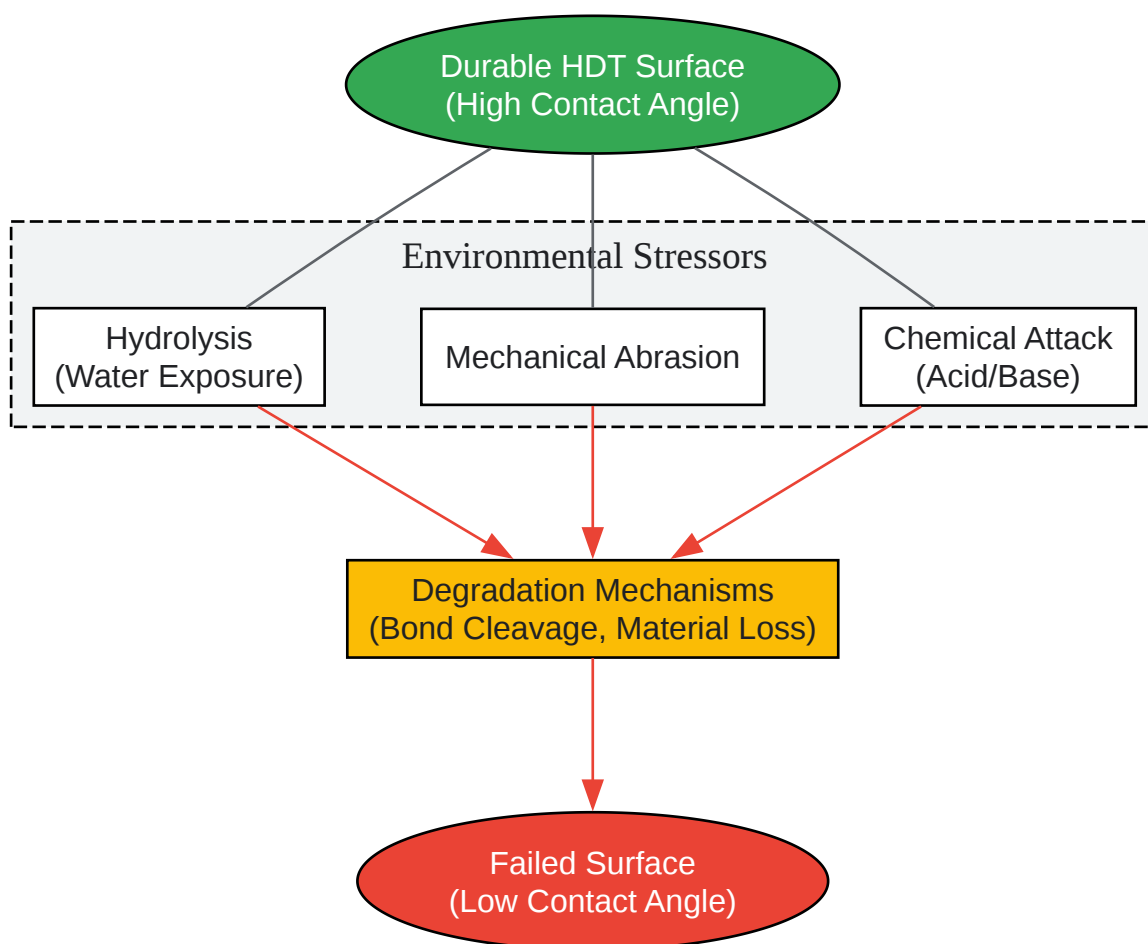 Durable HDT Surface
(High Contact Angle)
Environmental Stressors
Hydrolysis
(Water Exposure)
Mechanical Abrasion
Chemical Attack
(Acid/Base)
Degradation Mechanisms
(Bond Cleavage, Material Loss)
Failed Surface
(Low Contact Angle)